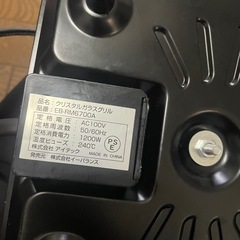 品名：クリスタルガラスグリル
品番：EB-RM6700A
定格電圧：AC100V
定格周波数：50/60Hz
定格消費電力：1200W
温度ヒューズ：240℃
株式会社 アイテック
発売元 株式会社イーバランス
MADE IN CHINA
PSE